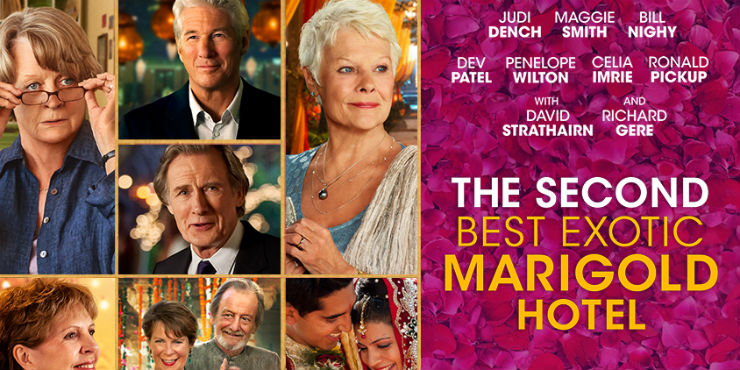 JUDI MAGGIE BILL
DENCH SMITH NIGHY
DEV PENELOPE CELIA RONALD
PATEL WILTON IMRIE PICKUP
WITH AND
DAVID RICHARD
STRATHAIRN GERE
THE SECOND
BEST EXOTIC
MARIGOLD
HOTEL